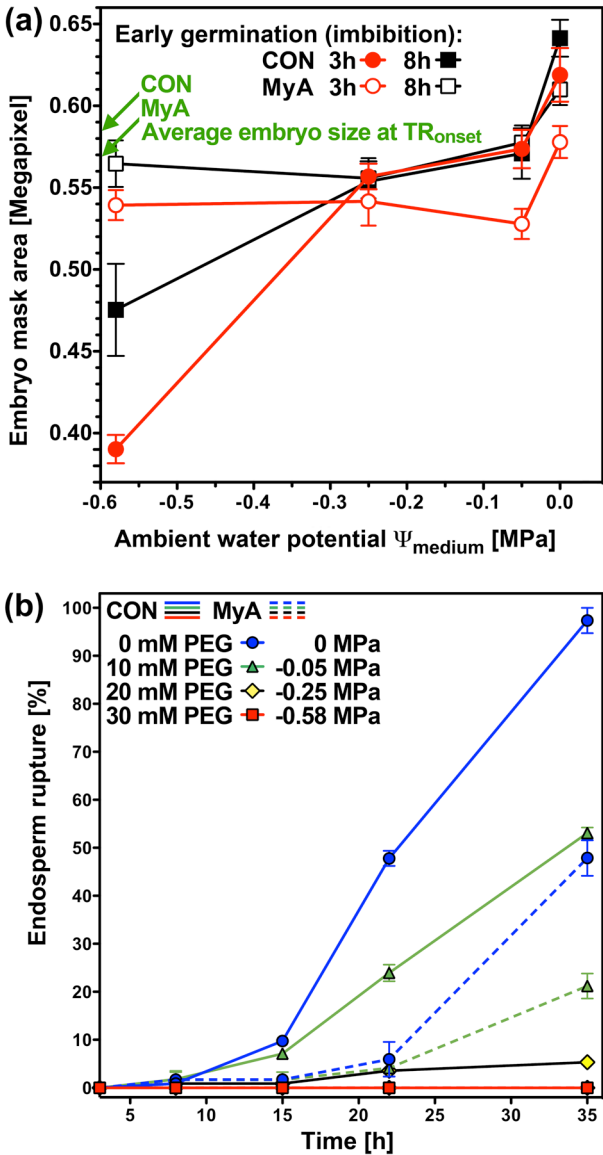 (a)
Early germination (imbibition):
CON 3h 8h
MyA 3h 8h
CON
MyA
Average embryo size at TRonset
Embryo mask area [Megapixel]
0.65
0.60
0.55
0.50
0.45
0.40
-0.6 -0.5 -0.4 -0.3 -0.2 -0.1 0.0
Ambient water potential Ψmedium [MPa]
(b)
CON MyA
0 mM PEG 0 MPa
10 mM PEG -0.05 MPa
20 mM PEG -0.25 MPa
30 mM PEG -0.58 MPa
Endosperm rupture [%]
100
90
80
70
60
50
40
30
20
10
0
5 10 15 20 25 30 35
Time [h]